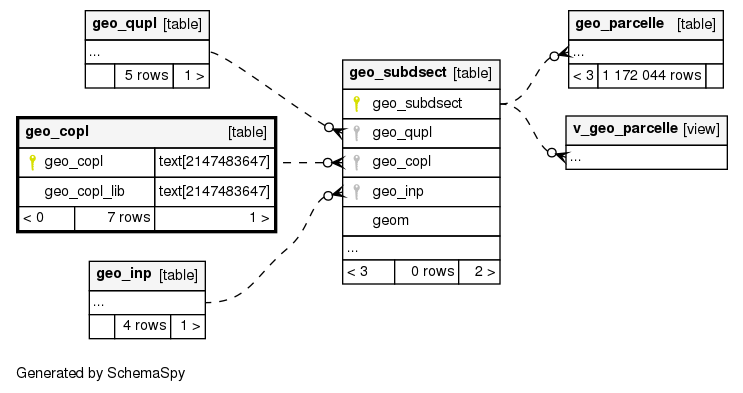 geo_qupl [table]
...
5 rows 1 >
geo_copl [table]
geo_copl text[2147483647]
geo_copl_lib text[2147483647]
< 0 7 rows 1 >
geo_inp [table]
...
4 rows 1 >
geo_subdsect [table]
geo_subdsect
geo_qupl
geo_copl
geo_inp
geom
...
< 3 0 rows 2 >
geo_parcelle [table]
...
< 3 1 172 044 rows
v_geo_parcelle [view]
...
Generated by SchemaSpy